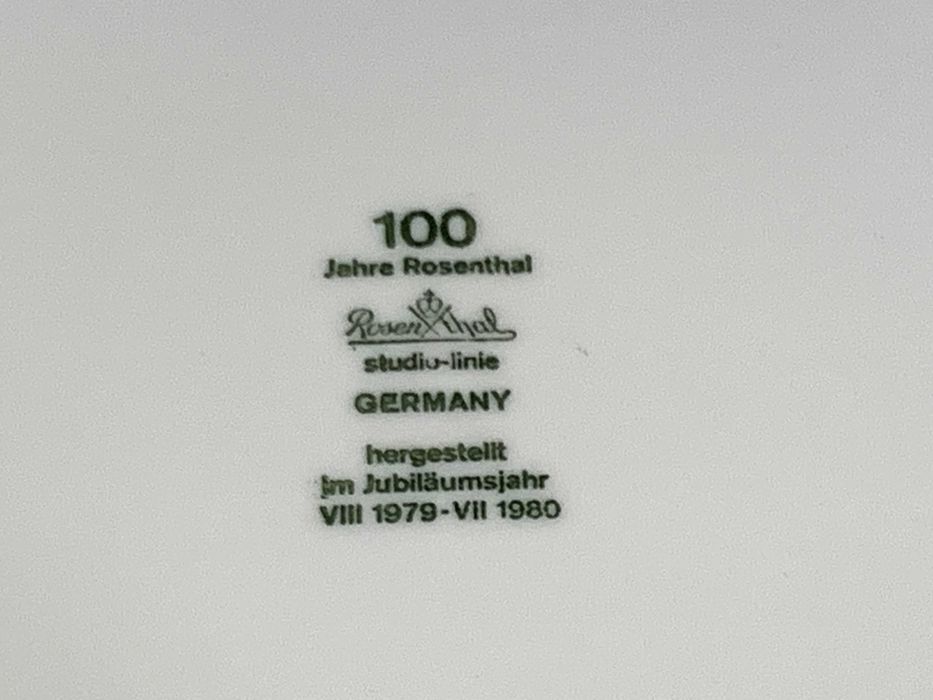 100
Jahre Rosenthal
Rosenthal
studio-linie
GERMANY
hergestellt
im Jubiläumsjahr
VIII 1979-VII 1980